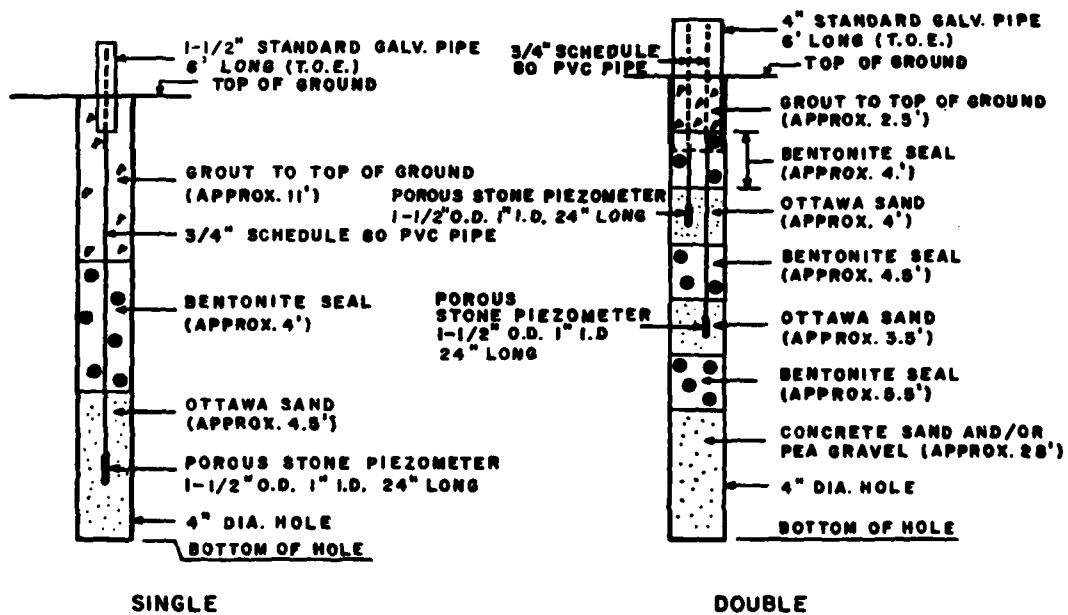 1-1/2" STANDARD GALV. PIPE
6' LONG (T.O.E.)
TOP OF GROUND
GROUT TO TOP OF GROUND
(APPROX. 11')
3/4" SCHEDULE 80 PVC PIPE
BENTONITE SEAL
(APPROX. 4')
OTTAWA SAND
(APPROX. 4.5')
POROUS STONE PIEZOMETER
1-1/2" O.D. 1" I.D. 24" LONG
4" DIA. HOLE
BOTTOM OF HOLE
SINGLE
4" STANDARD GALV. PIPE
6' LONG (T.O.E.)
3/4" SCHEDULE
80 PVC PIPE
TOP OF GROUND
GROUT TO TOP OF GROUND
(APPROX. 2.5')
BENTONITE SEAL
(APPROX. 4.')
POROUS STONE PIEZOMETER
1-1/2" O.D. 1" I.D. 24" LONG
OTTAWA SAND
(APPROX. 4')
BENTONITE SEAL
(APPROX. 4.5')
POROUS
STONE PIEZOMETER
1-1/2" O.D. 1" I.D
24" LONG
OTTAWA SAND
(APPROX. 3.5')
BENTONITE SEAL
(APPROX. 5.5')
CONCRETE SAND AND/OR
PEA GRAVEL (APPROX. 28')
4" DIA. HOLE
BOTTOM OF HOLE
DOUBLE